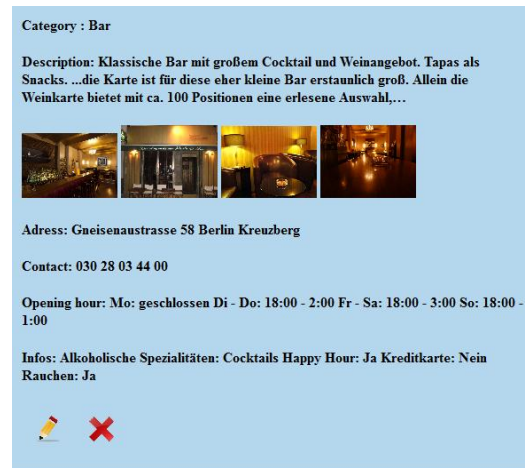 Category : Bar
Description: Klassische Bar mit großem Cocktail und Weinangebot. Tapas als
Snacks. ...die Karte ist für diese eher kleine Bar erstaunlich groß. Allein die
Weinkarte bietet mit ca. 100 Positionen eine erlesene Auswahl,…
Adress: Gneisenaustrasse 58 Berlin Kreuzberg
Contact: 030 28 03 44 00
Opening hour: Mo: geschlossen Di - Do: 18:00 - 2:00 Fr - Sa: 18:00 - 3:00 So: 18:00 -
1:00
Infos: Alkoholische Spezialitäten: Cocktails Happy Hour: Ja Kreditkarte: Nein
Rauchen: Ja